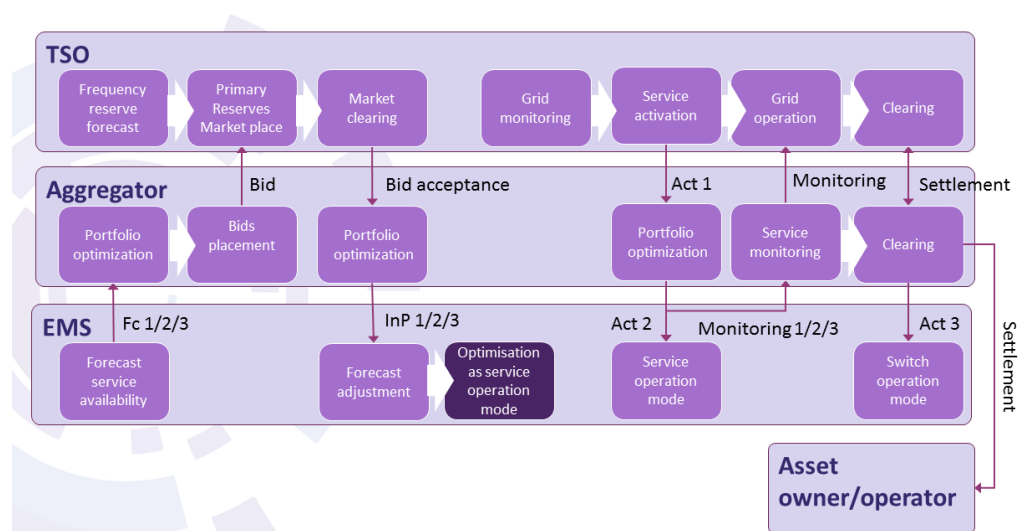 TSO
Frequency
reserve
forecast
Primary
Reserves
Market place
Market
clearing
Grid
monitoring
Service
activation
Grid
operation
Clearing
Bid
Bid acceptance
Act 1
Monitoring
Settlement
Aggregator
Portfolio
optimization
Bids
placement
Portfolio
optimization
Portfolio
optimization
Service
monitoring
Clearing
Fc 1/2/3
InP 1/2/3
Act 2
Monitoring 1/2/3
Act 3
Settlement
EMS
Forecast
service
availability
Forecast
adjustment
Optimisation
as service
operation
mode
Service
operation
mode
Switch
operation
mode
Asset
owner/operator